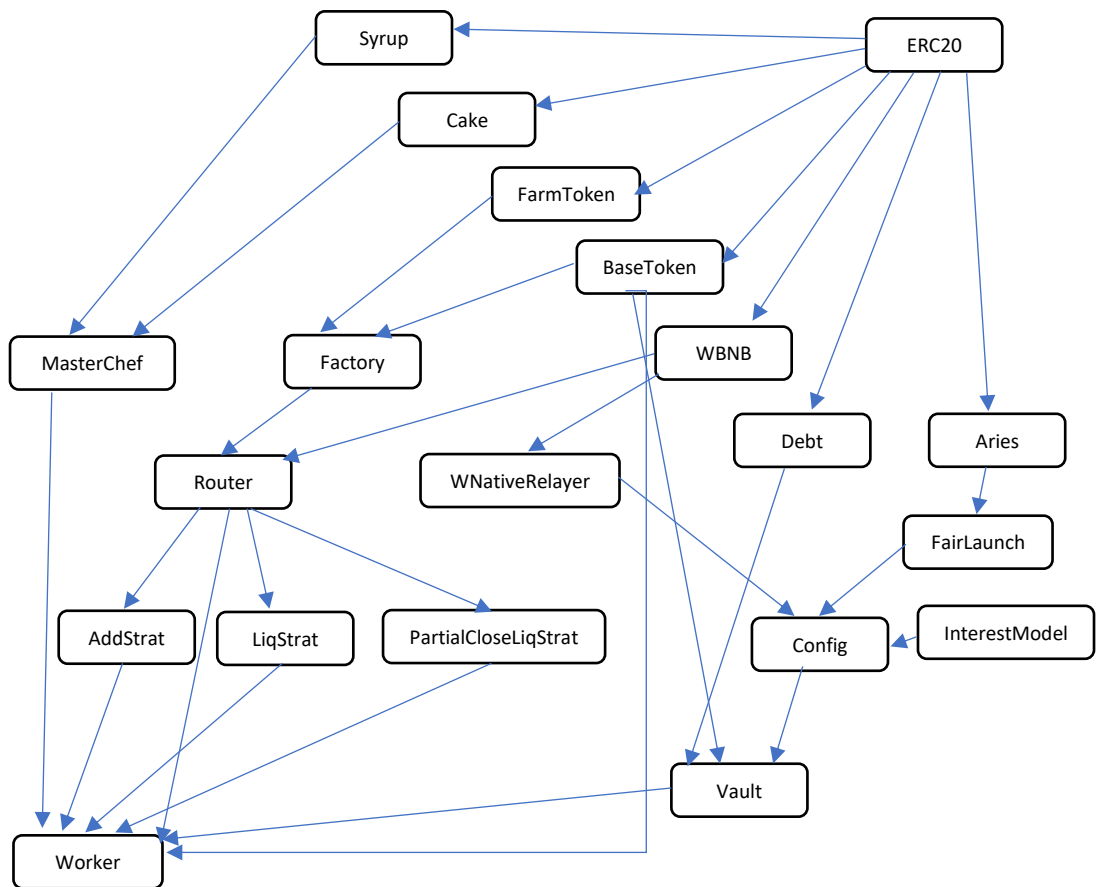 Syrup
ERC20
Cake
FarmToken
BaseToken
MasterChef
Factory
WBNB
Debt
Aries
Router
WNativeRelayer
FairLaunch
AddStrat
LiqStrat
PartialCloseLiqStrat
Config
InterestModel
Vault
Worker